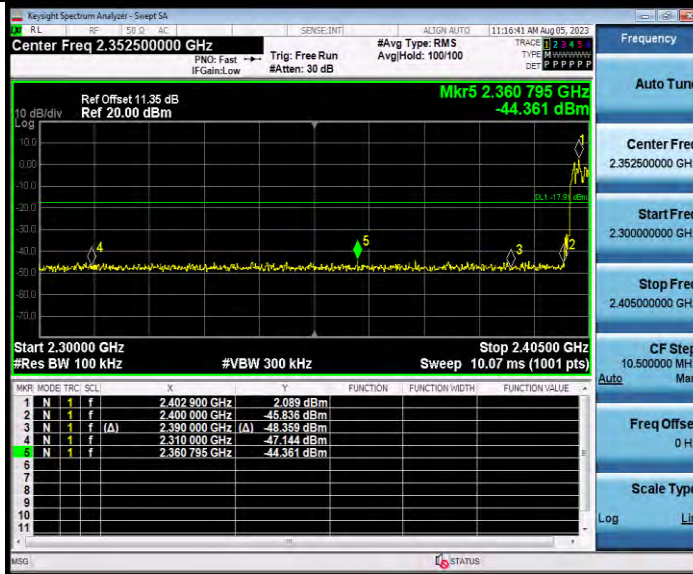 Keysight Spectrum Analyzer - Swept SA
RL RF 50 Ω AC SENSE:INT ALIGN AUTO 11:16:41 AM Aug 05, 2023
Center Freq 2.352500000 GHz
PNO: Fast
IFGain:Low
Trig: Free Run
#Atten: 30 dB
#Avg Type: RMS
Avg|Hold: 100/100
TRACE 1 2 3 4 5
TYPE M
DET P P P P P
Ref Offset 11.35 dB
Ref 20.00 dBm
10 dB/div
Log
Mkr5 2.360 795 GHz
-44.361 dBm
10.0
0.00
-10.0
-20.0
-30.0
-40.0
-50.0
-60.0
-70.0
1
DL1 -17.91 dBm
4
5
3
2
Start 2.30000 GHz
Stop 2.40500 GHz
#Res BW 100 kHz
#VBW 300 kHz
Sweep 10.07 ms (1001 pts)
MKR MODE TRC SCL X Y FUNCTION FUNCTION WIDTH FUNCTION VALUE
1 N 1 f 2.402 900 GHz 2.089 dBm
2 N 1 f 2.400 000 GHz -45.836 dBm
3 N 1 f (Δ) 2.390 000 GHz (Δ) -48.359 dBm
4 N 1 f 2.310 000 GHz -47.144 dBm
5 N 1 f 2.360 795 GHz -44.361 dBm
6
7
8
9
10
11
MSG
STATUS
Frequency
Auto Tune
Center Freq
2.352500000 GH
Start Freq
2.300000000 GH
Stop Freq
2.405000000 GH
CF Step
10.500000 MH
Auto Ma
Freq Offse
0 H
Scale Type
Log Li